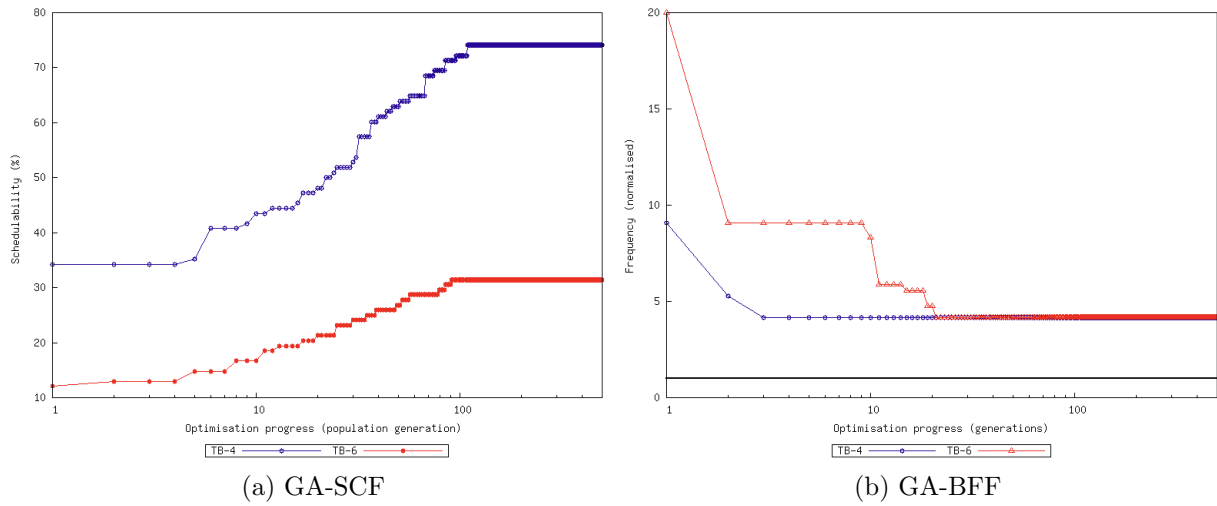 80
70
60
50
40
30
20
10
Schedulability (%)
1 10 100
Optimisation progress (population generation)
TB-4 TB-6
(a) GA-SCF
20
15
10
5
0
Frequency (normalised)
1 10 100
Optimisation progress (generations)
TB-4 TB-6
(b) GA-BFF